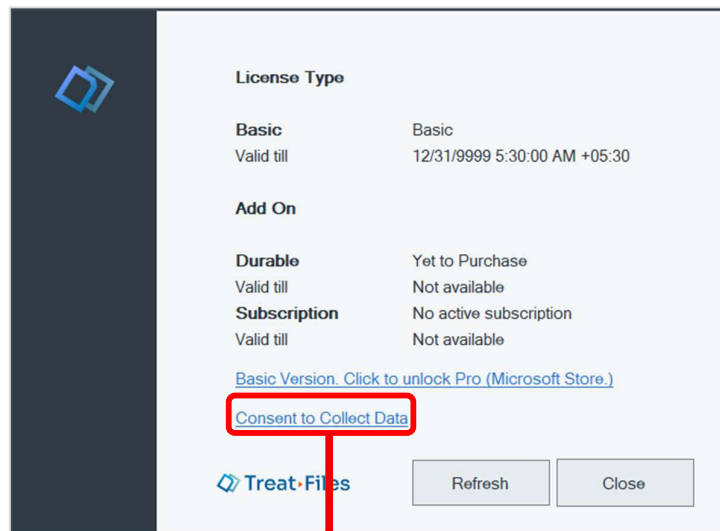 License Type
Basic Basic
Valid till 12/31/9999 5:30:00 AM +05:30
Add On
Durable Yet to Purchase
Valid till Not available
Subscription No active subscription
Valid till Not available
Basic Version. Click to unlock Pro (Microsoft Store.)
Consent to Collect Data
Treat Files Refresh Close